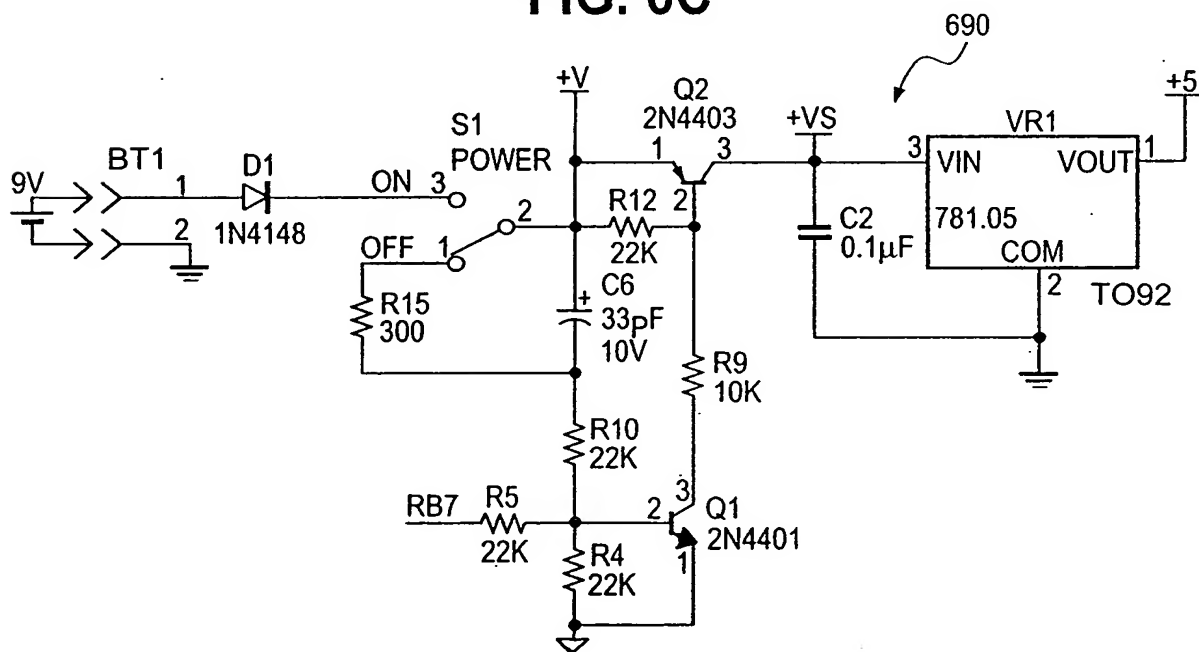 690
+V
Q2
2N4403
+5
S1
POWER
+VS
VR1
BT1
9V
1
D1
1N4148
ON
3
2
1
3
2
3
VIN
VOUT
1
2
R12
22K
C2
0.1µF
781.05
COM
2
TO92
OFF
1
R15
300
+
C6
33pF
10V
R9
10K
R10
22K
RB7
R5
22K
2
3
Q1
2N4401
1
R4
22K